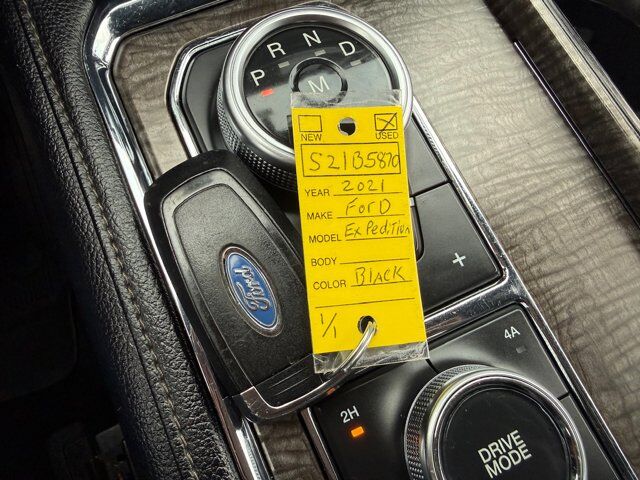 P R N D
M
NEW USED
S21B5870
YEAR 2021
MAKE ForD
MODEL ExPedition
BODY
COLOR BlACK
1/1
Ford
+
4A
2H
DRIVE
MODE